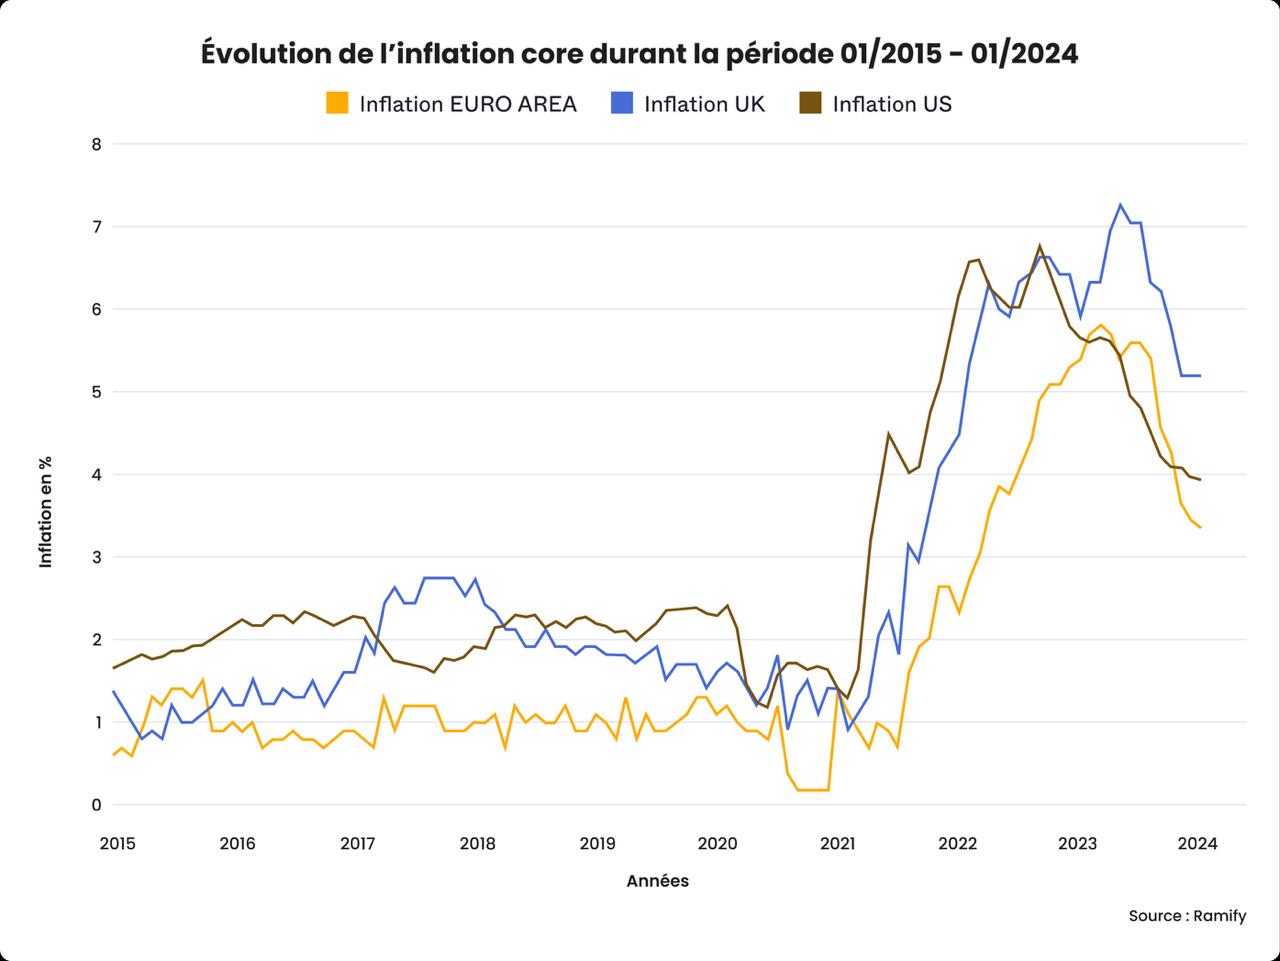 Évolution de l’inflation core durant la période 01/2015 – 01/2024
Inflation EURO AREA Inflation UK Inflation US
8
7
6
5
4
3
2
1
0
Inflation en %
2015 2016 2017 2018 2019 2020 2021 2022 2023 2024
Années
Source : Ramify